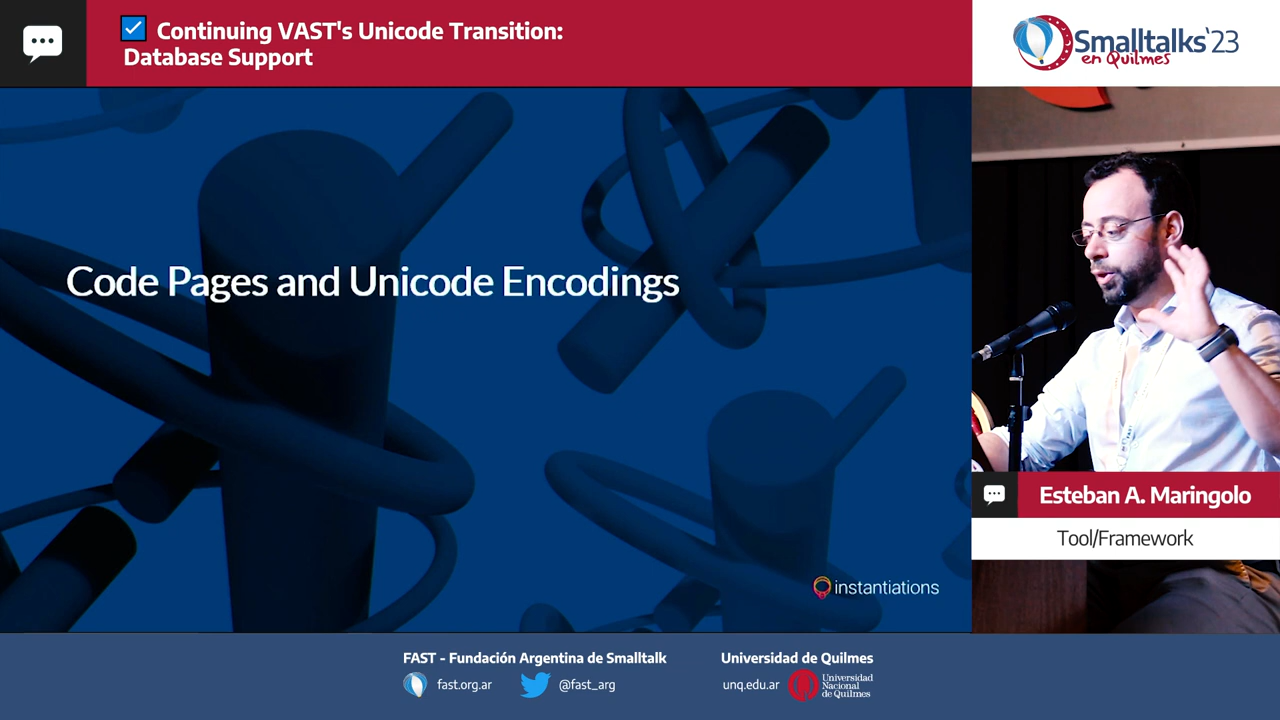 Continuing VAST's Unicode Transition:
Database Support
Smalltalks'23
en Quilmes
Code Pages and Unicode Encodings
instantiations
Esteban A. Maringolo
Tool/Framework
FAST - Fundación Argentina de Smalltalk
fast.org.ar
@fast_arg
Universidad de Quilmes
unq.edu.ar
Universidad
Nacional
de Quilmes